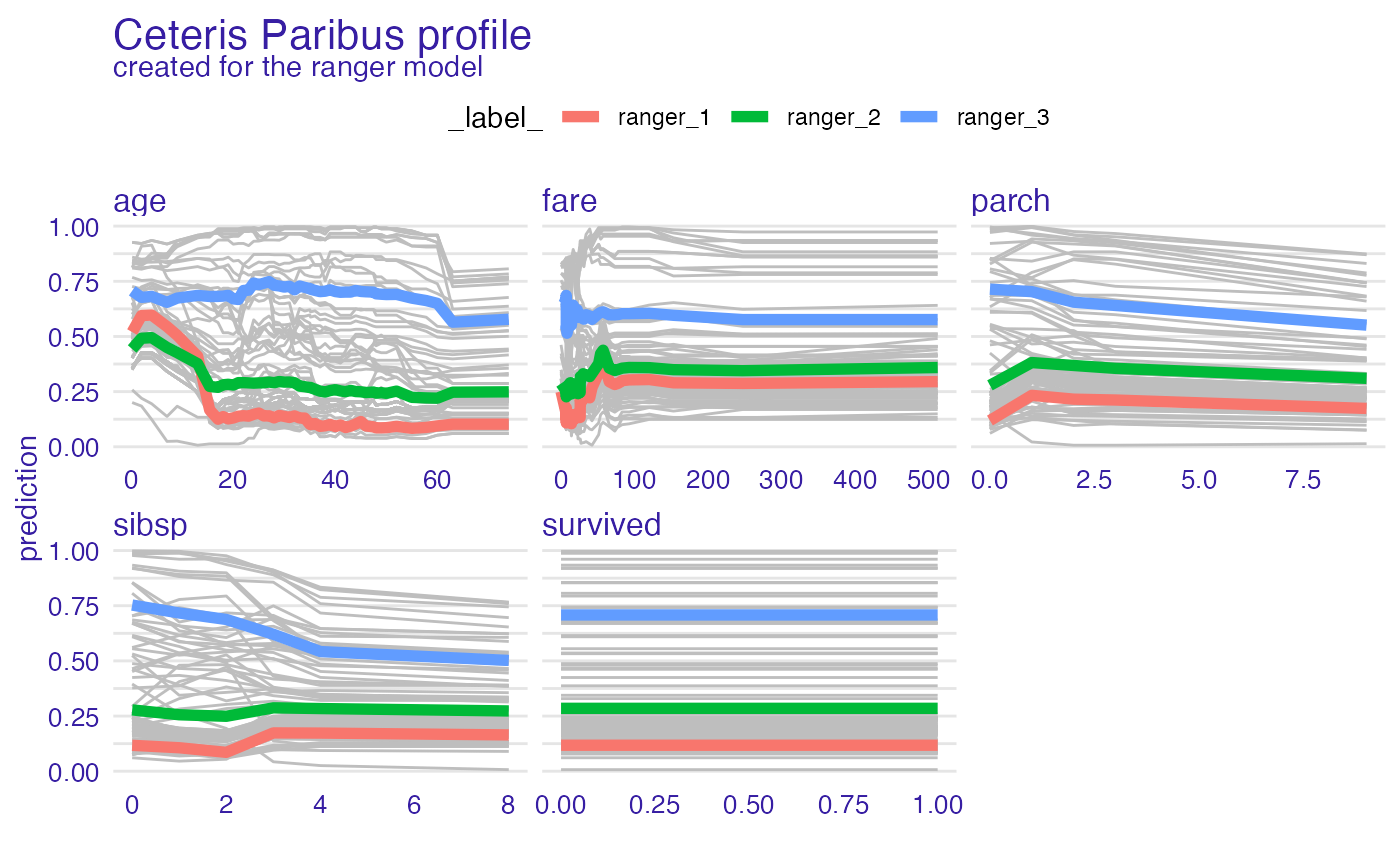 Ceteris Paribus profile
created for the ranger model
_label_ ranger_1 ranger_2 ranger_3
age fare parch
1.00
0.75
0.50
0.25
0.00
0 20 40 60 0 100 200 300 400 500 0.0 2.5 5.0 7.5
prediction
sibsp survived
1.00
0.75
0.50
0.25
0.00
0 2 4 6 8 0.00 0.25 0.50 0.75 1.00